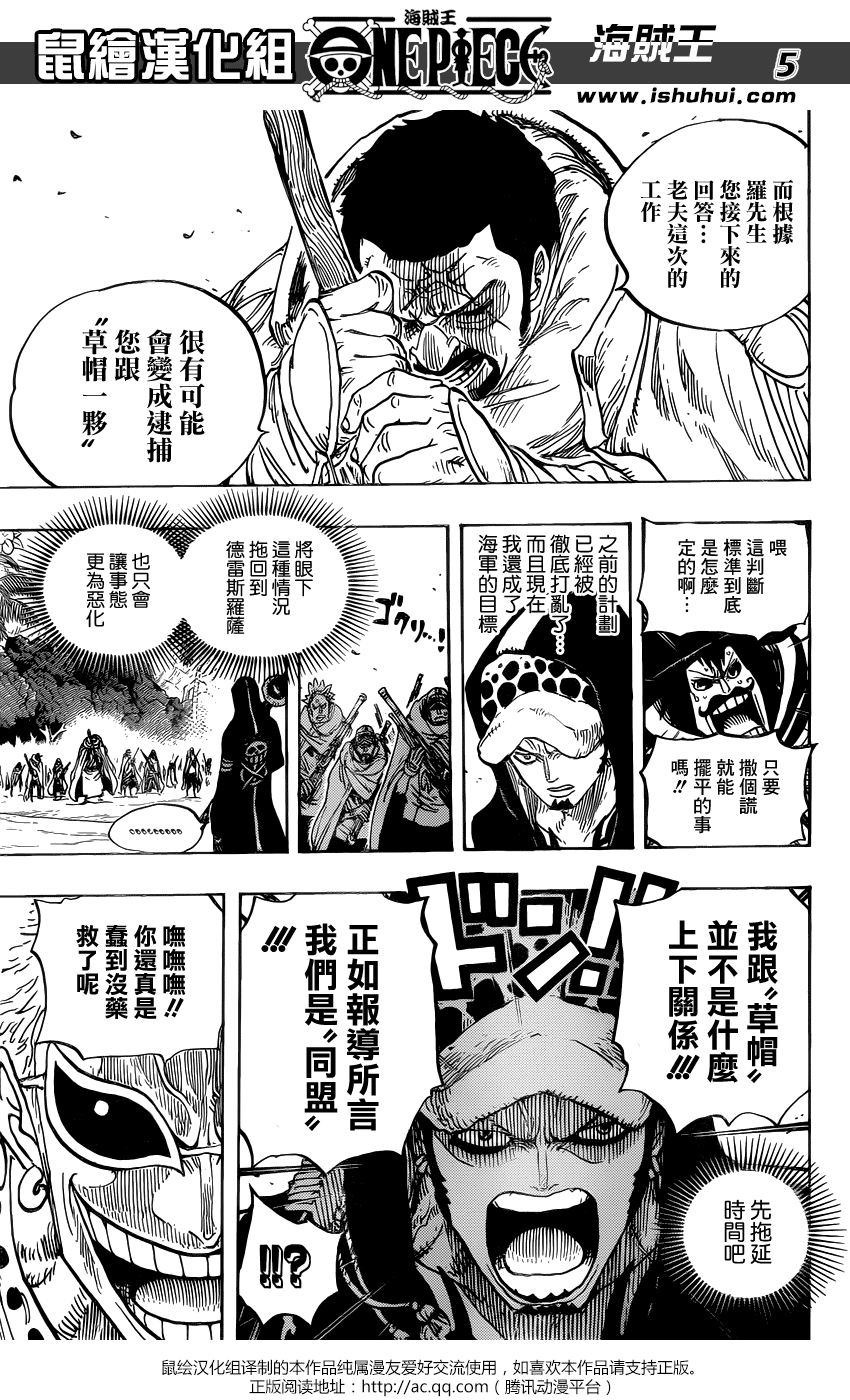 鼠繪漢化組
海賊王
ONE PIECE
海賊王
5
www.ishuhui.com
而根據
羅先生
您接下來的
回答…
老夫這次的
工作
很有可能
會變成逮捕
您跟
〝草帽一夥〞
喂
這判斷
標準到底
是怎麼
定的啊…
只要
撒個謊
就能
擺平的事
嗎!!
之前的計劃
已經被
徹底打亂了…
而且現在
我還成了
海軍的目標
ゴクリ…!
將眼下
這種情況
拖回到
德雷斯羅薩
也只會
讓事態
更為惡化
………
我跟〝草帽〞
並不是什麼
上下關係!!!
ドン!!
正如報導所言
我們是〝同盟〞
!!!
先拖延
時間吧
!!?
嘸嘸嘸!!
你還真是
蠢到沒藥
救了呢
鼠绘汉化组译制的本作品纯属漫友爱好交流使用，如喜欢本作品请支持正版。
正版阅读地址：http://ac.qq.com（腾讯动漫平台）